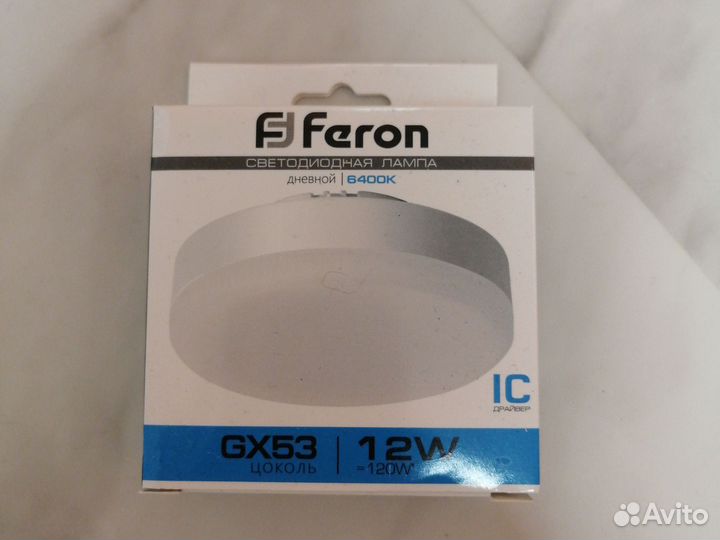 Feron
СВЕТОДИОДНАЯ ЛАМПА
дневной | 6400K
IC
ДРАЙВЕР
GX53 | 12W
ЦОКОЛЬ =120W
Avito